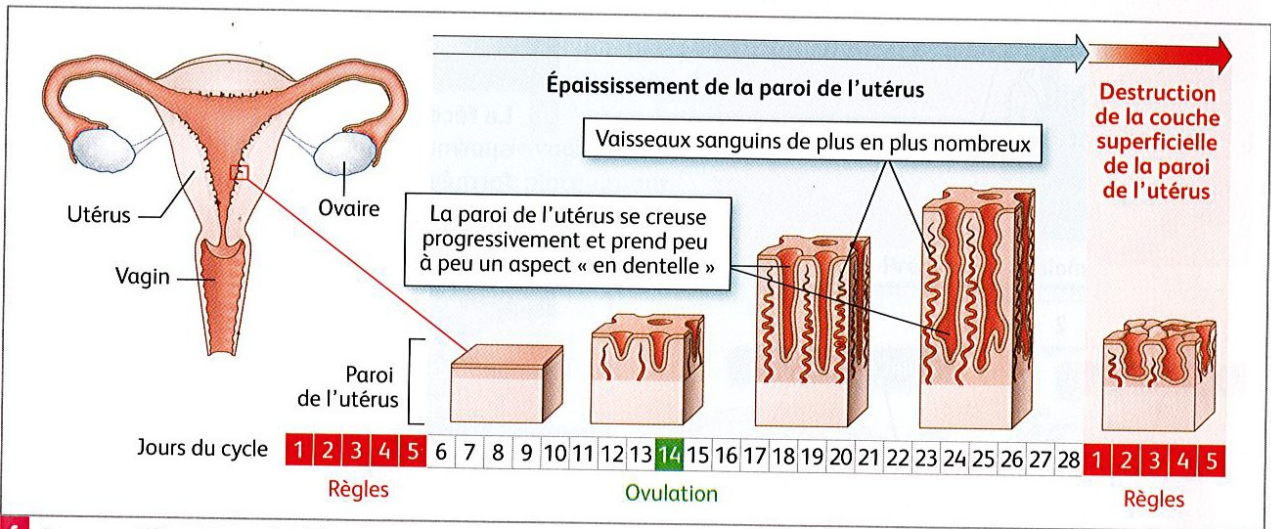 Épaississement de la paroi de l'utérus
Destruction
de la couche
superficielle
de la paroi
de l'utérus
Vaisseaux sanguins de plus en plus nombreux
La paroi de l'utérus se creuse
progressivement et prend peu
à peu un aspect « en dentelle »
Utérus
Ovaire
Vagin
Paroi
de l'utérus
Jours du cycle 1 2 3 4 5 6 7 8 9 10 11 12 13 14 15 16 17 18 19 20 21 22 23 24 25 26 27 28 1 2 3 4 5
Règles Ovulation Règles